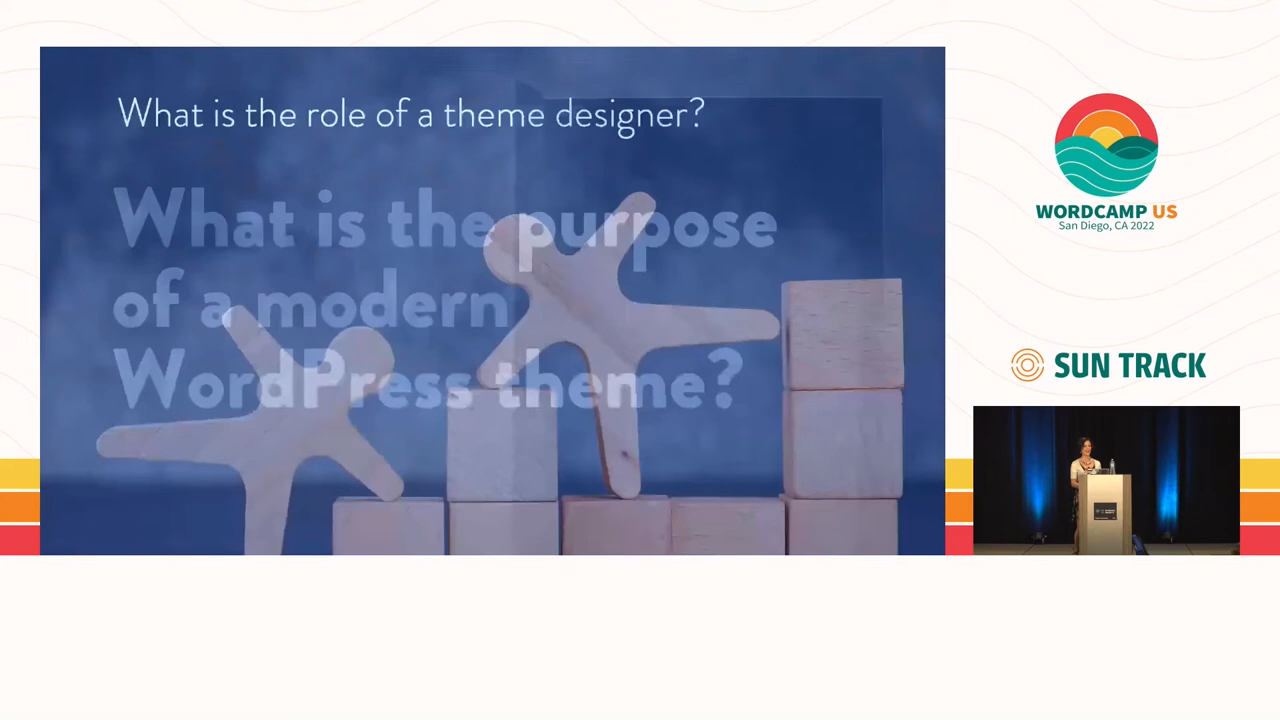 What is the role of a theme designer?
What is the purpose
of a modern
WordPress theme?
WORDCAMP US
San Diego, CA 2022
SUN TRACK